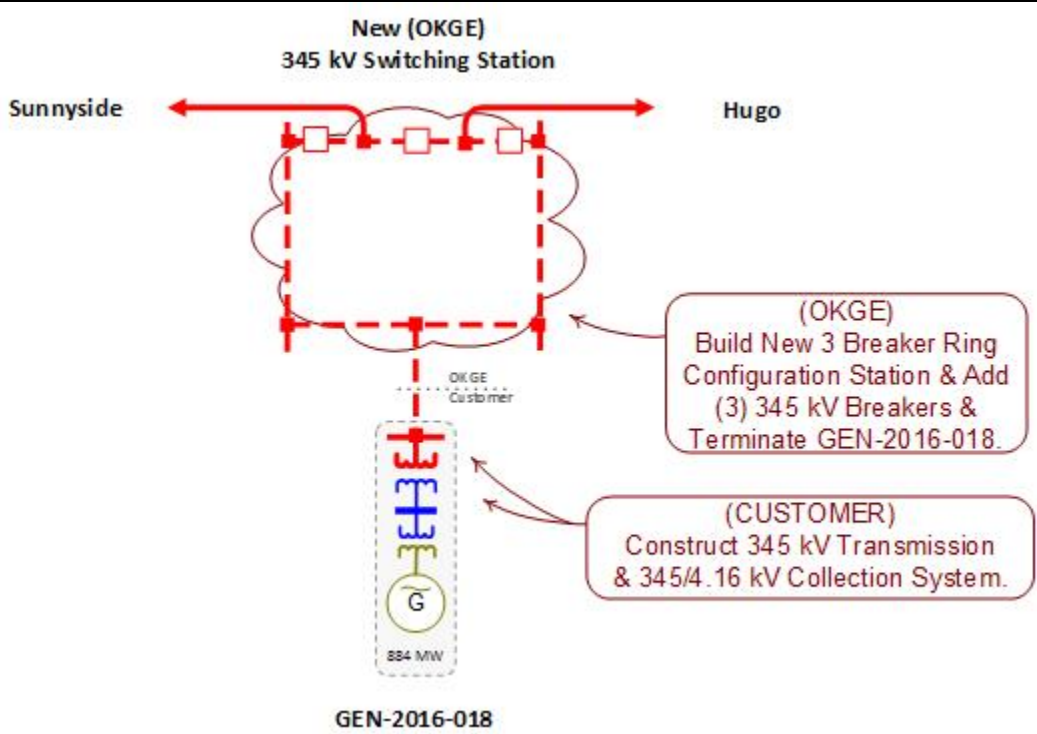 New (OKGE)
345 kV Switching Station
Sunnyside
Hugo
(OKGE)
Build New 3 Breaker Ring
Configuration Station & Add
(3) 345 kV Breakers &
Terminate GEN-2016-018.
OKGE
Customer
(CUSTOMER)
Construct 345 kV Transmission
& 345/4.16 kV Collection System.
G
884 MW
GEN-2016-018